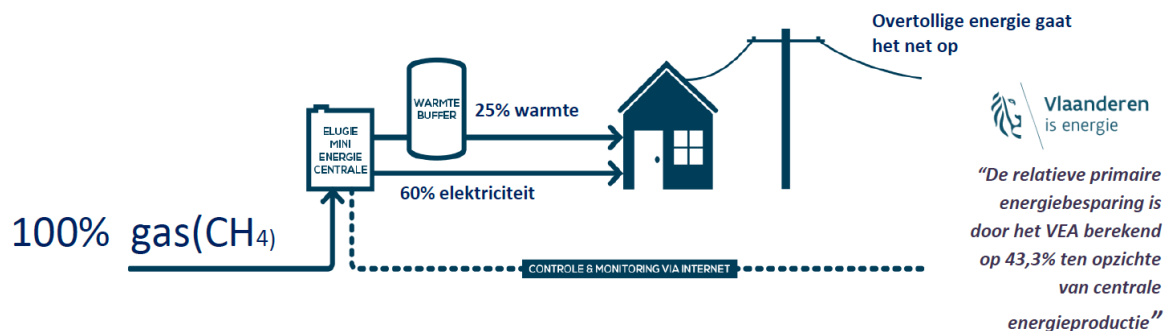 Overtollige energie gaat
het net op
WARMTE
BUFFER
25% warmte
ELUGIE
MINI
ENERGIE
CENTRALE
60% elektriciteit
100% gas(CH4)
CONTROLE & MONITORING VIA INTERNET
Vlaanderen
is energie
“De relatieve primaire
energiebesparing is
door het VEA berekend
op 43,3% ten opzichte
van centrale
energieproductie”